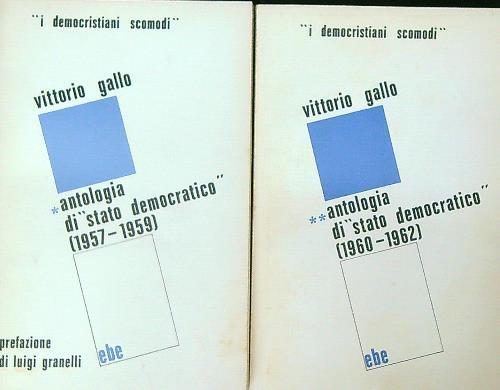 "i democristiani scomodi"
vittorio gallo
*antologia
di "stato democratico"
(1957-1959)
ebe
prefazione
di luigi granelli
"i democristiani scomodi"
vittorio gallo
**antologia
di "stato democratico"
(1960-1962)
ebe